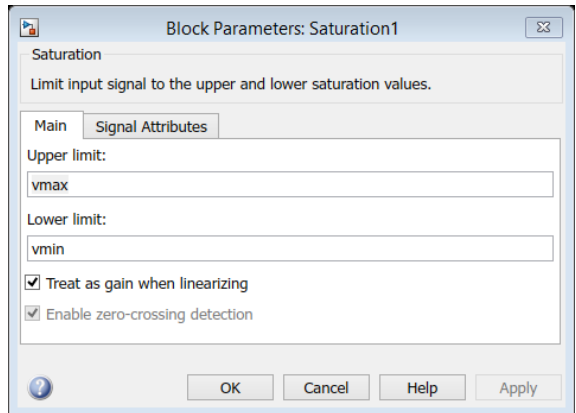 Block Parameters: Saturation1
Saturation
Limit input signal to the upper and lower saturation values.
Main Signal Attributes
Upper limit:
vmax
Lower limit:
vmin
Treat as gain when linearizing
Enable zero-crossing detection
? OK Cancel Help Apply